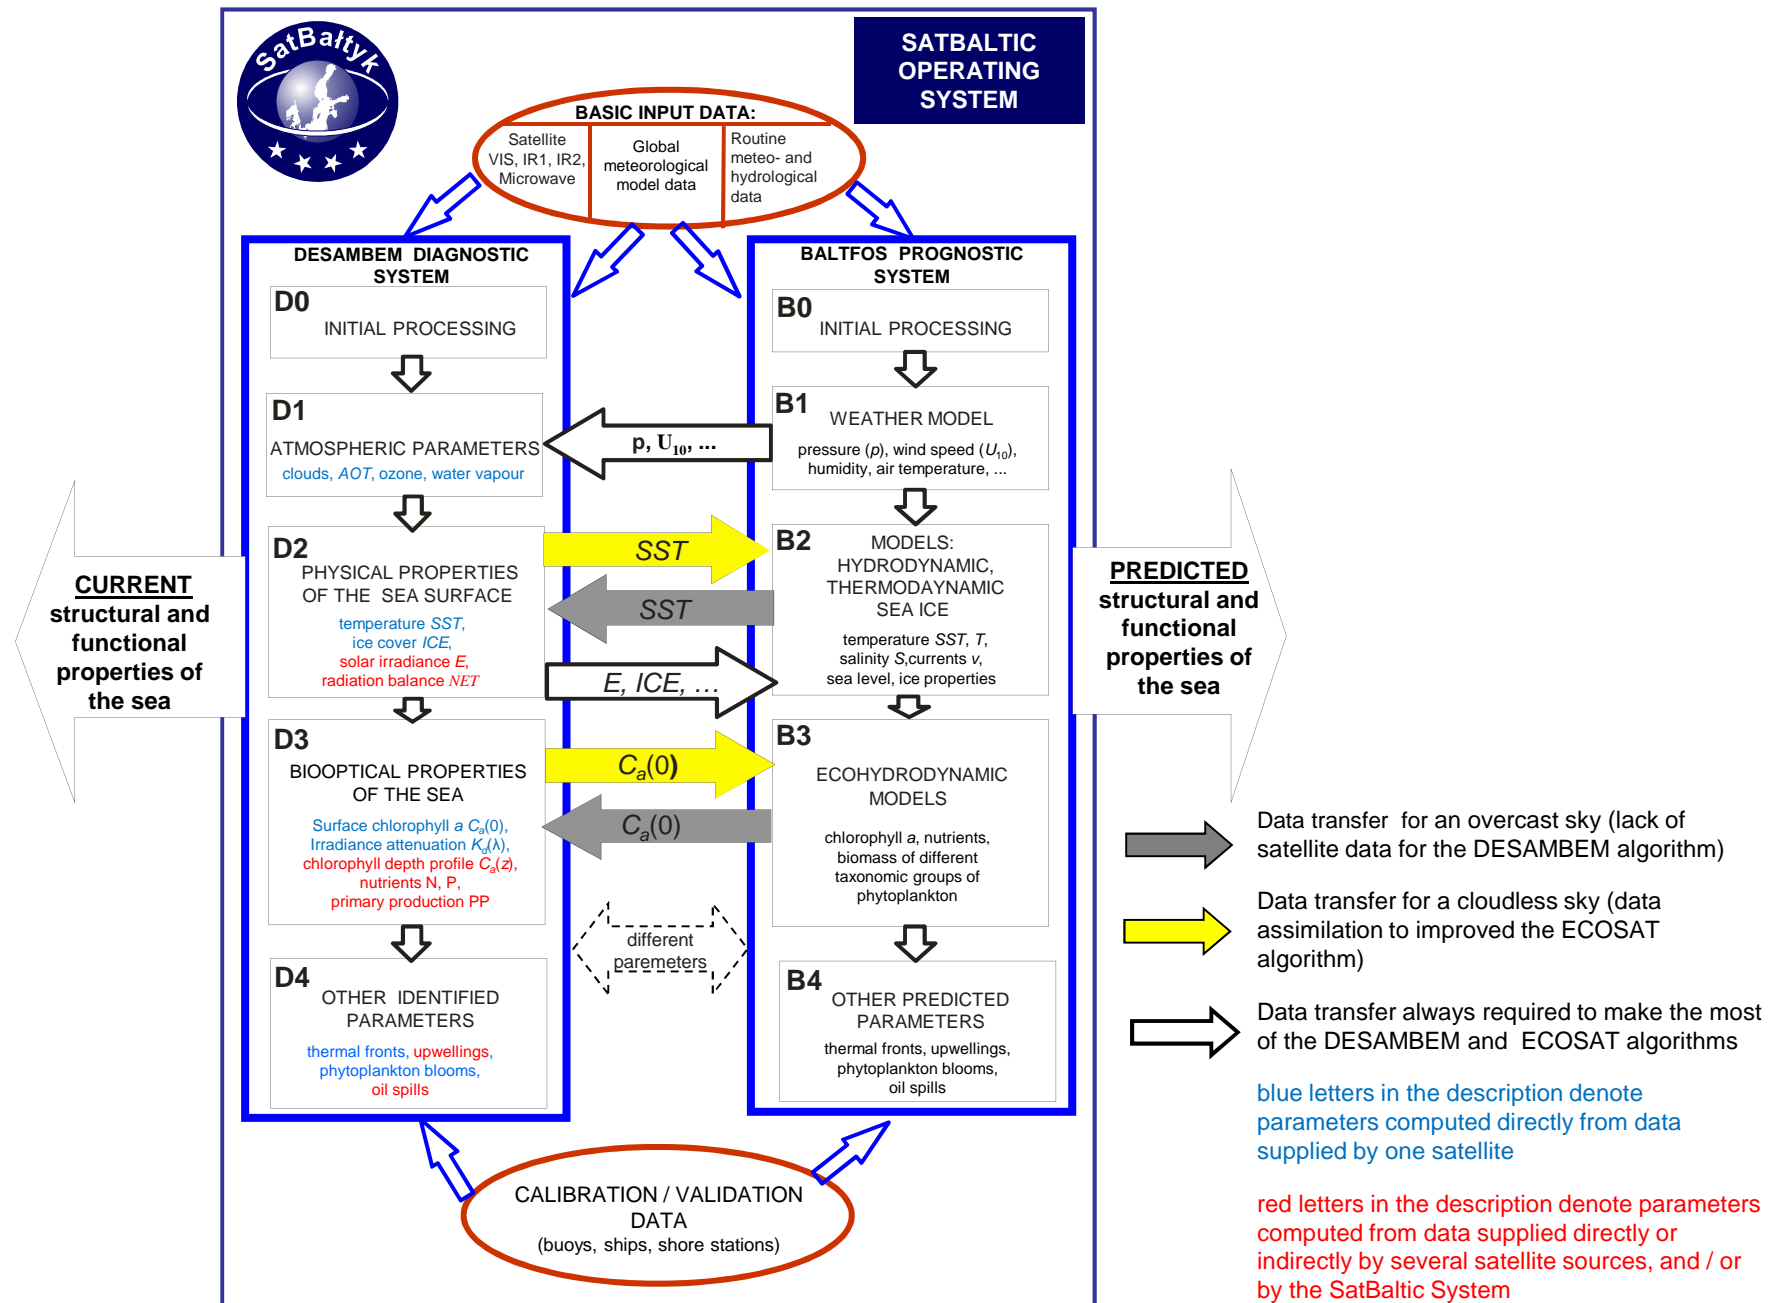 SatBałtyk
SATBALTIC
OPERATING
SYSTEM
BASIC INPUT DATA:
Satellite
VIS, IR1, IR2,
Microwave
Global
meteorological
model data
Routine
meteo- and
hydrological
data
DESAMBEM DIAGNOSTIC
SYSTEM
D0
INITIAL PROCESSING
D1
ATMOSPHERIC PARAMETERS
clouds, AOT, ozone, water vapour
D2
PHYSICAL PROPERTIES
OF THE SEA SURFACE
temperature SST,
ice cover ICE,
solar irradiance E,
radiation balance NET
D3
BIOOPTICAL PROPERTIES
OF THE SEA
Surface chlorophyll a Ca(0),
Irradiance attenuation Kd(λ),
chlorophyll depth profile Ca(z),
nutrients N, P,
primary production PP
D4
OTHER IDENTIFIED
PARAMETERS
thermal fronts, upwellings,
phytoplankton blooms,
oil spills
p, U10, ...
SST
SST
E, ICE, ...
Ca(0)
Ca(0)
different
paremeters
BALTFOS PROGNOSTIC
SYSTEM
B0
INITIAL PROCESSING
B1
WEATHER MODEL
pressure (p), wind speed (U10),
humidity, air temperature, ...
B2
MODELS:
HYDRODYNAMIC,
THERMODAYNAMIC
SEA ICE
temperature SST, T,
salinity S,currents v,
sea level, ice properties
B3
ECOHYDRODYNAMIC
MODELS
chlorophyll a, nutrients,
biomass of different
taxonomic groups of
phytoplankton
B4
OTHER PREDICTED
PARAMETERS
thermal fronts, upwellings,
phytoplankton blooms,
oil spills
CURRENT
structural and
functional
properties of
the sea
PREDICTED
structural and
functional
properties of
the sea
CALIBRATION / VALIDATION
DATA
(buoys, ships, shore stations)
Data transfer for an overcast sky (lack of
satellite data for the DESAMBEM algorithm)
Data transfer for a cloudless sky (data
assimilation to improved the ECOSAT
algorithm)
Data transfer always required to make the most
of the DESAMBEM and ECOSAT algorithms
blue letters in the description denote
parameters computed directly from data
supplied by one satellite
red letters in the description denote parameters
computed from data supplied directly or
indirectly by several satellite sources, and / or
by the SatBaltic System